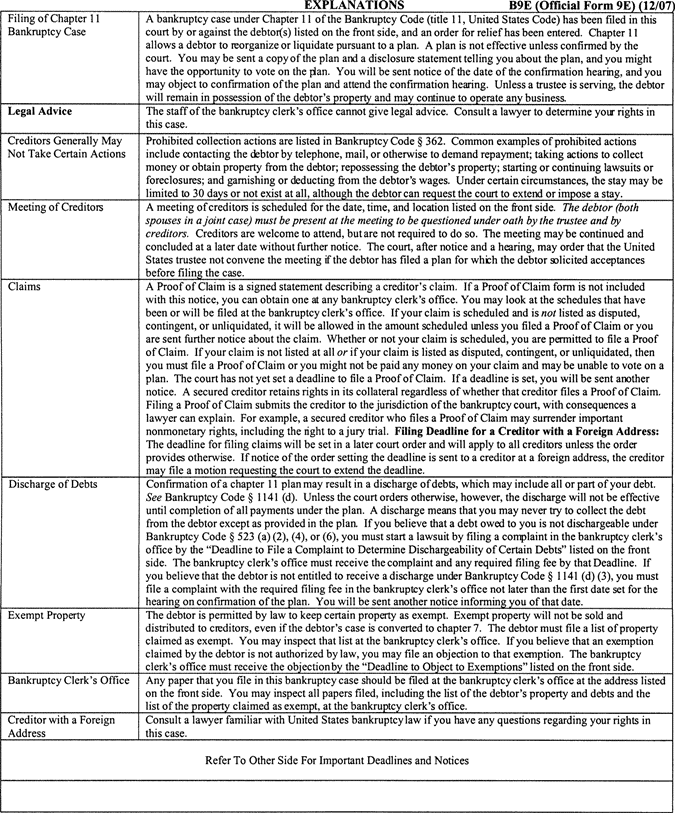 EXPLANATIONS B9E (Official Form 9E) (12/07)
Filing of Chapter 11
Bankruptcy Case
A bankruptcy case under Chapter 11 of the Bankruptcy Code (title 11, United States Code) has been filed in this
court by or against the debtor(s) listed on the front side, and an order for relief has been entered. Chapter 11
allows a debtor to reorganize or liquidate pursuant to a plan. A plan is not effective unless confirmed by the
court. You may be sent a copy of the plan and a disclosure statement telling you about the plan, and you might
have the opportunity to vote on the plan. You will be sent notice of the date of the confirmation hearing, and you
may object to confirmation of the plan and attend the confirmation hearing. Unless a trustee is serving, the debtor
will remain in possession of the debtor's property and may continue to operate any business.
Legal Advice
The staff of the bankruptcy clerk's office cannot give legal advice. Consult a lawyer to determine your rights in
this case.
Creditors Generally May
Not Take Certain Actions
Prohibited collection actions are listed in Bankruptcy Code § 362. Common examples of prohibited actions
include contacting the debtor by telephone, mail, or otherwise to demand repayment; taking actions to collect
money or obtain property from the debtor; repossessing the debtor's property; starting or continuing lawsuits or
foreclosures; and garnishing or deducting from the debtor's wages. Under certain circumstances, the stay may be
limited to 30 days or not exist at all, although the debtor can request the court to extend or impose a stay.
Meeting of Creditors
A meeting of creditors is scheduled for the date, time, and location listed on the front side. The debtor (both
spouses in a joint case) must be present at the meeting to be questioned under oath by the trustee and by
creditors. Creditors are welcome to attend, but are not required to do so. The meeting may be continued and
concluded at a later date without further notice. The court, after notice and a hearing, may order that the United
States trustee not convene the meeting if the debtor has filed a plan for which the debtor solicited acceptances
before filing the case.
Claims
A Proof of Claim is a signed statement describing a creditor's claim. If a Proof of Claim form is not included
with this notice, you can obtain one at any bankruptcy clerk's office. You may look at the schedules that have
been or will be filed at the bankruptcy clerk's office. If your claim is scheduled and is not listed as disputed,
contingent, or unliquidated, it will be allowed in the amount scheduled unless you filed a Proof of Claim or you
are sent further notice about the claim. Whether or not your claim is scheduled, you are permitted to file a Proof
of Claim. If your claim is not listed at all or if your claim is listed as disputed, contingent, or unliquidated, then
you must file a Proof of Claim or you might not be paid any money on your claim and may be unable to vote on a
plan. The court has not yet set a deadline to file a Proof of Claim. If a deadline is set, you will be sent another
notice. A secured creditor retains rights in its collateral regardless of whether that creditor files a Proof of Claim.
Filing a Proof of Claim submits the creditor to the jurisdiction of the bankruptcy court, with consequences a
lawyer can explain. For example, a secured creditor who files a Proof of Claim may surrender important
nonmonetary rights, including the right to a jury trial. Filing Deadline for a Creditor with a Foreign Address:
The deadline for filing claims will be set in a later court order and will apply to all creditors unless the order
provides otherwise. If notice of the order setting the deadline is sent to a creditor at a foreign address, the creditor
may file a motion requesting the court to extend the deadline.
Discharge of Debts
Confirmation of a chapter 11 plan may result in a discharge of debts, which may include all or part of your debt.
See Bankruptcy Code § 1141 (d). Unless the court orders otherwise, however, the discharge will not be effective
until completion of all payments under the plan. A discharge means that you may never try to collect the debt
from the debtor except as provided in the plan. If you believe that a debt owed to you is not dischargeable under
Bankruptcy Code § 523 (a) (2), (4), or (6), you must start a lawsuit by filing a complaint in the bankruptcy clerk's
office by the "Deadline to File a Complaint to Determine Dischargeability of Certain Debts" listed on the front
side. The bankruptcy clerk's office must receive the complaint and any required filing fee by that Deadline. If
you believe that the debtor is not entitled to receive a discharge under Bankruptcy Code § 1141 (d) (3), you must
file a complaint with the required filing fee in the bankruptcy clerk's office not later than the first date set for the
hearing on confirmation of the plan. You will be sent another notice informing you of that date.
Exempt Property
The debtor is permitted by law to keep certain property as exempt. Exempt property will not be sold and
distributed to creditors, even if the debtor's case is converted to chapter 7. The debtor must file a list of property
claimed as exempt. You may inspect that list at the bankruptcy clerk's office. If you believe that an exemption
claimed by the debtor is not authorized by law, you may file an objection to that exemption. The bankruptcy
clerk's office must receive the objection by the "Deadline to Object to Exemptions" listed on the front side.
Bankruptcy Clerk's Office
Any paper that you file in this bankruptcy case should be filed at the bankruptcy clerk's office at the address listed
on the front side. You may inspect all papers filed, including the list of the debtor's property and debts and the
list of the property claimed as exempt, at the bankruptcy clerk's office.
Creditor with a Foreign
Address
Consult a lawyer familiar with United States bankruptcy law if you have any questions regarding your rights in
this case.
Refer To Other Side For Important Deadlines and Notices